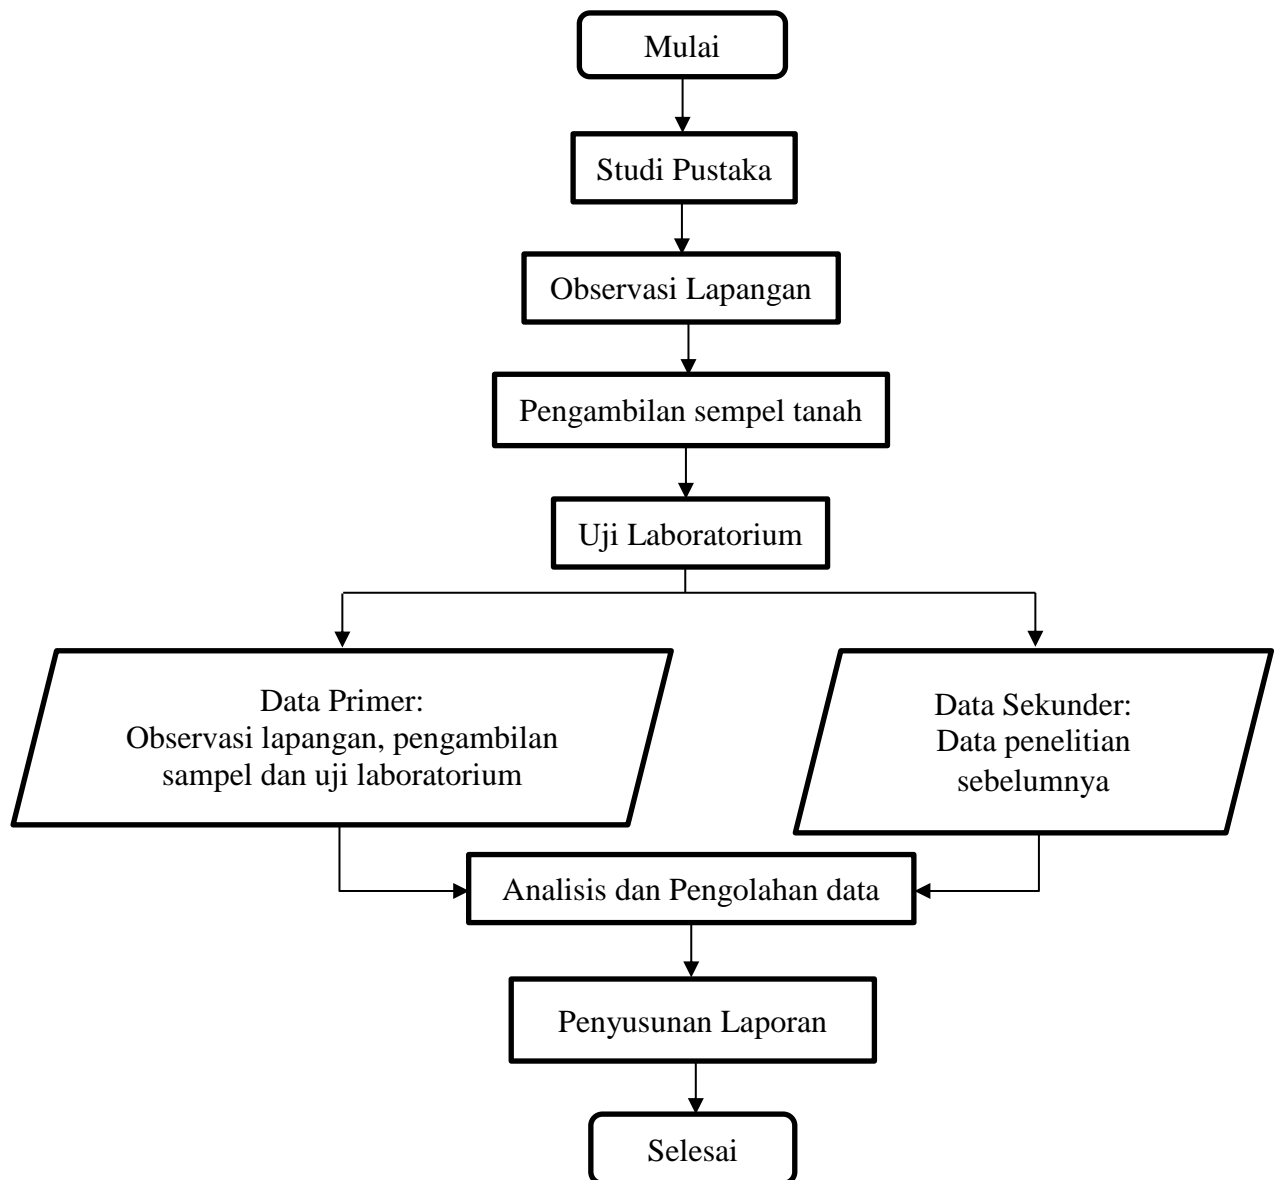 Mulai
Studi Pustaka
Observasi Lapangan
Pengambilan sempel tanah
Uji Laboratorium
Data Primer:
Observasi lapangan, pengambilan
sampel dan uji laboratorium
Data Sekunder:
Data penelitian
sebelumnya
Analisis dan Pengolahan data
Penyusunan Laporan
Selesai